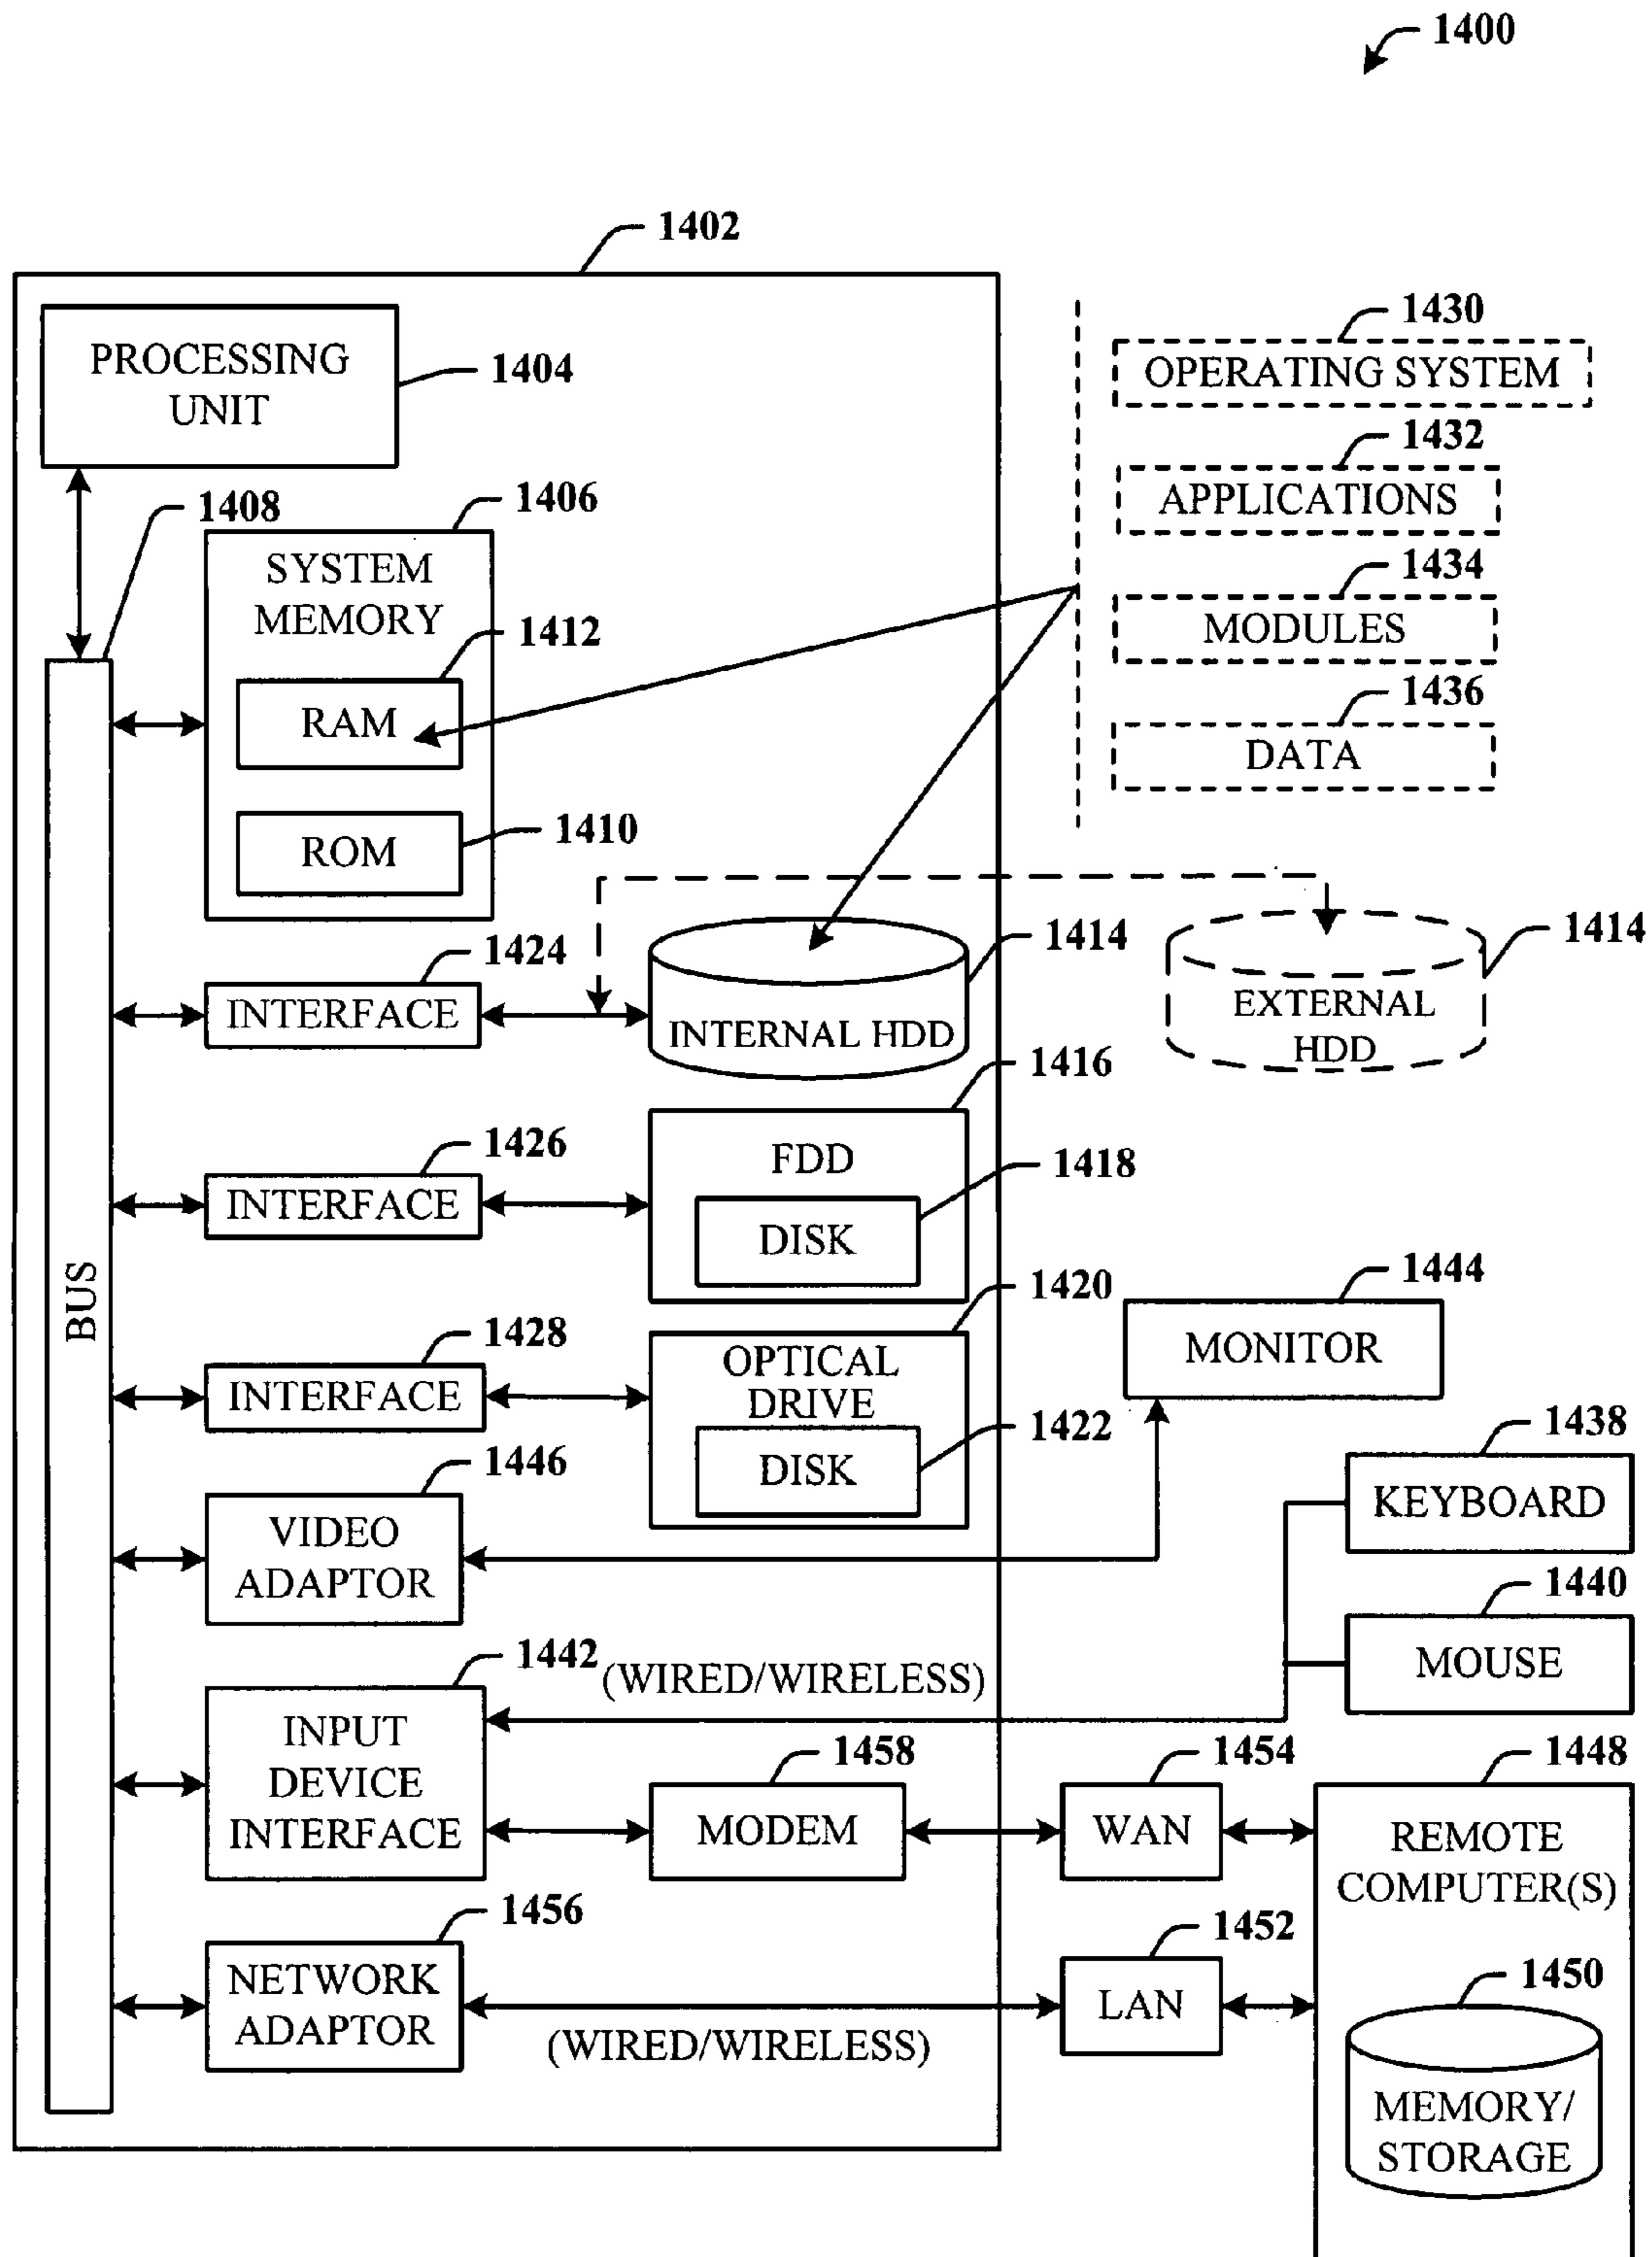 1400
1402
PROCESSING
UNIT
1404
1430
OPERATING SYSTEM
1432
APPLICATIONS
1434
MODULES
1436
DATA
1408
1406
SYSTEM
MEMORY
1412
RAM
1410
ROM
1424
INTERFACE
1414
INTERNAL HDD
1414
EXTERNAL
HDD
1426
INTERFACE
1416
FDD
1418
DISK
BUS
1428
INTERFACE
1420
OPTICAL
DRIVE
1422
DISK
1444
MONITOR
1446
VIDEO
ADAPTOR
1438
KEYBOARD
1440
MOUSE
1442
(WIRED/WIRELESS)
INPUT
DEVICE
INTERFACE
1458
MODEM
1454
WAN
1448
REMOTE
COMPUTER(S)
1456
NETWORK
ADAPTOR
(WIRED/WIRELESS)
1452
LAN
1450
MEMORY/
STORAGE